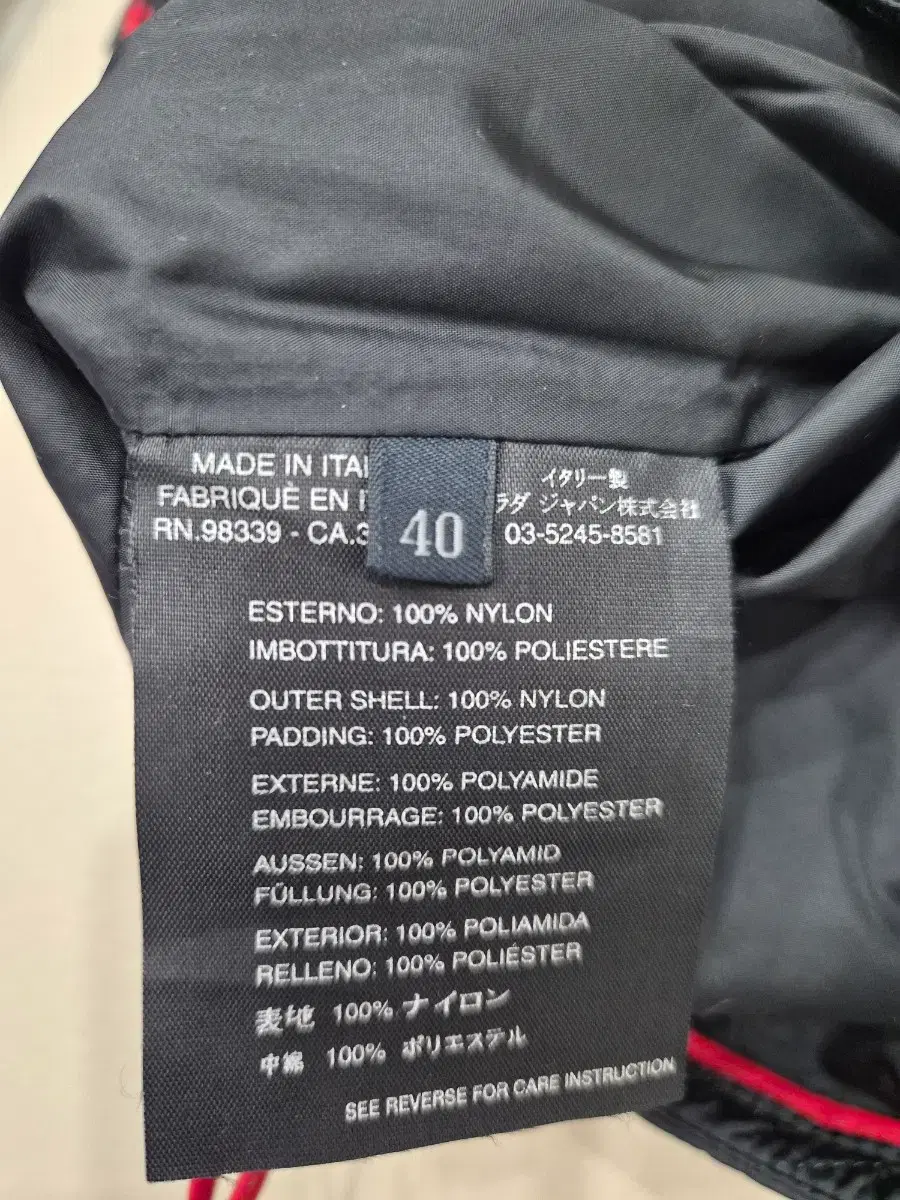 MADE IN ITAL
FABRIQUÈ EN IT
RN.98339 - CA.3
40
イタリー製
ラダ ジャパン株式会社
03-5245-8581
ESTERNO: 100% NYLON
IMBOTTITURA: 100% POLIESTERE
OUTER SHELL: 100% NYLON
PADDING: 100% POLYESTER
EXTERNE: 100% POLYAMIDE
EMBOURRAGE: 100% POLYESTER
AUSSEN: 100% POLYAMID
FÜLLUNG: 100% POLYESTER
EXTERIOR: 100% POLIAMIDA
RELLENO: 100% POLIÉSTER
表地 100% ナイロン
中綿 100% ポリエステル
SEE REVERSE FOR CARE INSTRUCTION